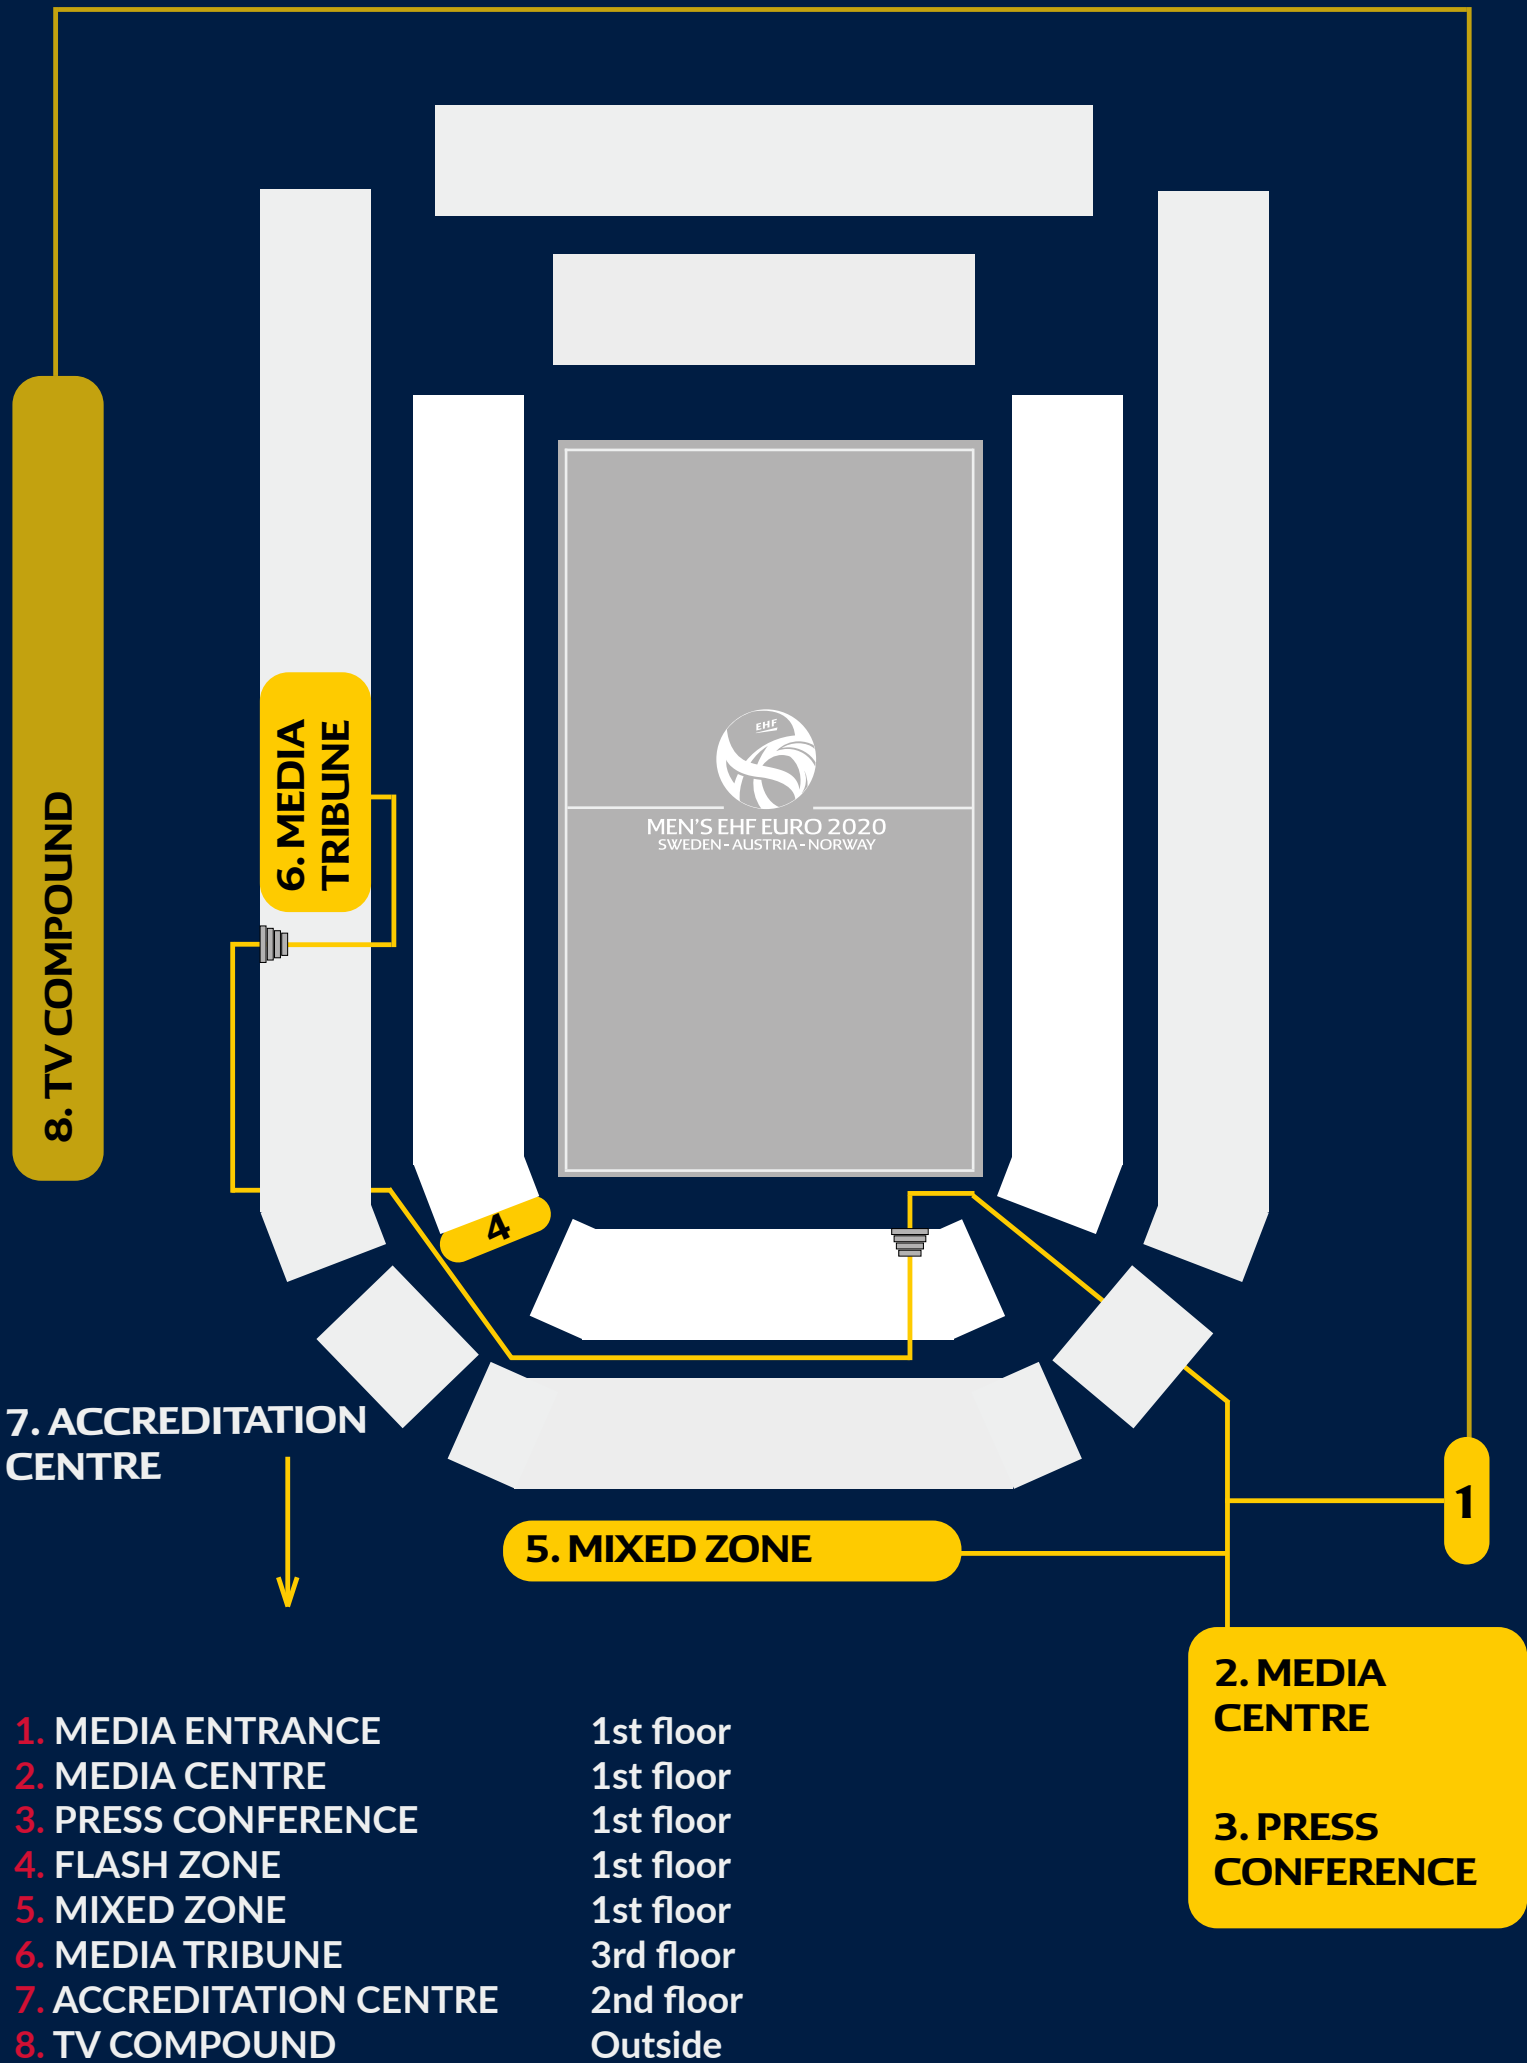 6. MEDIA
TRIBUNE
8. TV COMPOUND
EHF
MEN'S EHF EURO 2020
SWEDEN - AUSTRIA - NORWAY
4
7. ACCREDITATION
CENTRE
1
5. MIXED ZONE
2. MEDIA
CENTRE
3. PRESS
CONFERENCE
1. MEDIA ENTRANCE 1st floor
2. MEDIA CENTRE 1st floor
3. PRESS CONFERENCE 1st floor
4. FLASH ZONE 1st floor
5. MIXED ZONE 1st floor
6. MEDIA TRIBUNE 3rd floor
7. ACCREDITATION CENTRE 2nd floor
8. TV COMPOUND Outside